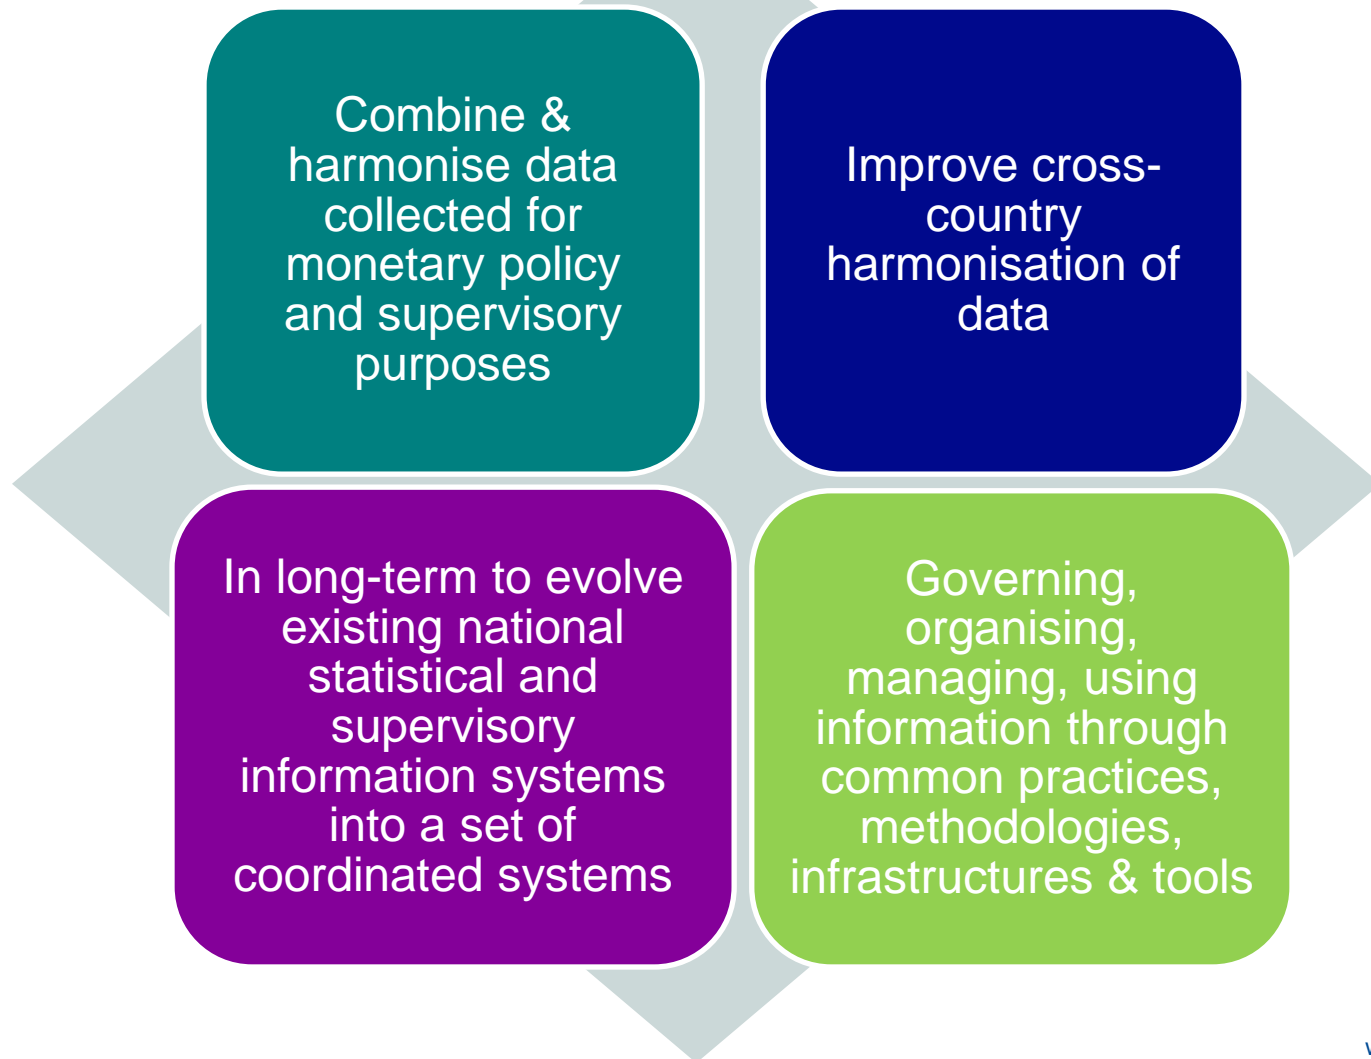 Combine &
harmonise data
collected for
monetary policy
and supervisory
purposes
Improve cross-
country
harmonisation of
data
In long-term to evolve
existing national
statistical and
supervisory
information systems
into a set of
coordinated systems
Governing,
organising,
managing, using
information through
common practices,
methodologies,
infrastructures & tools